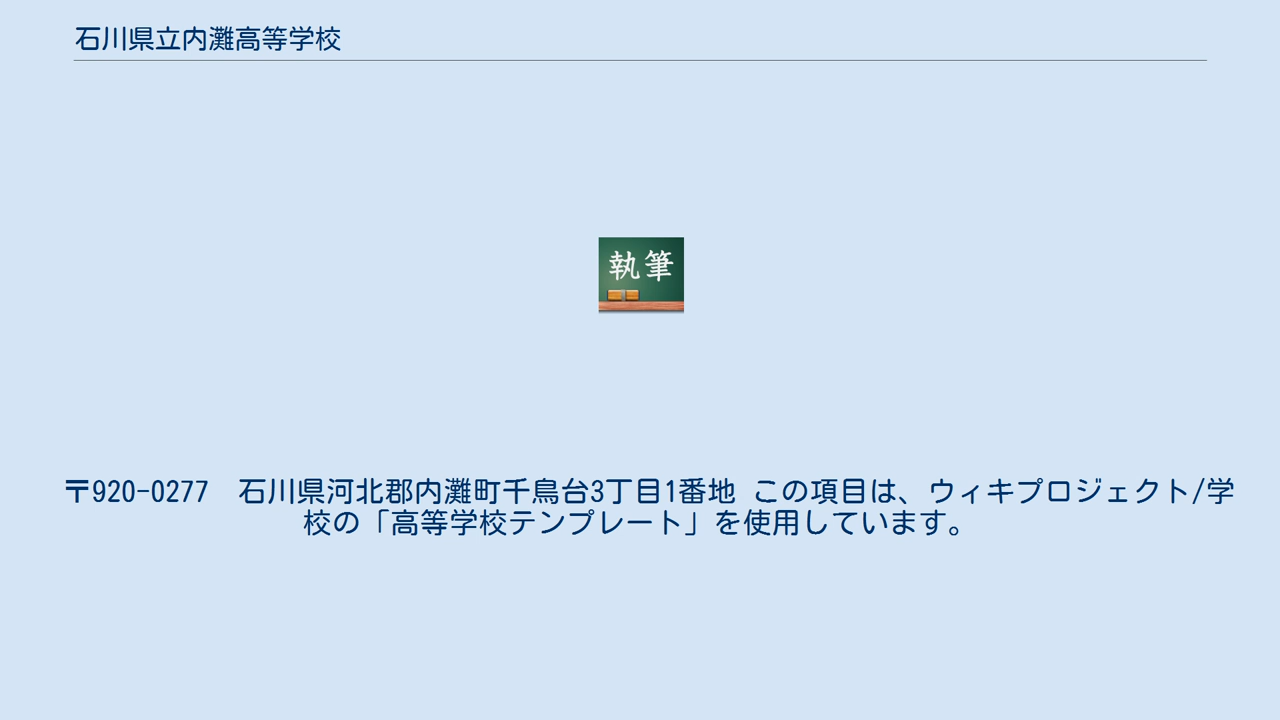 石川県立内灘高等学校
執筆
〒920-0277　石川県河北郡内灘町千鳥台3丁目1番地 この項目は、ウィキプロジェクト/学
校の「高等学校テンプレート」を使用しています。